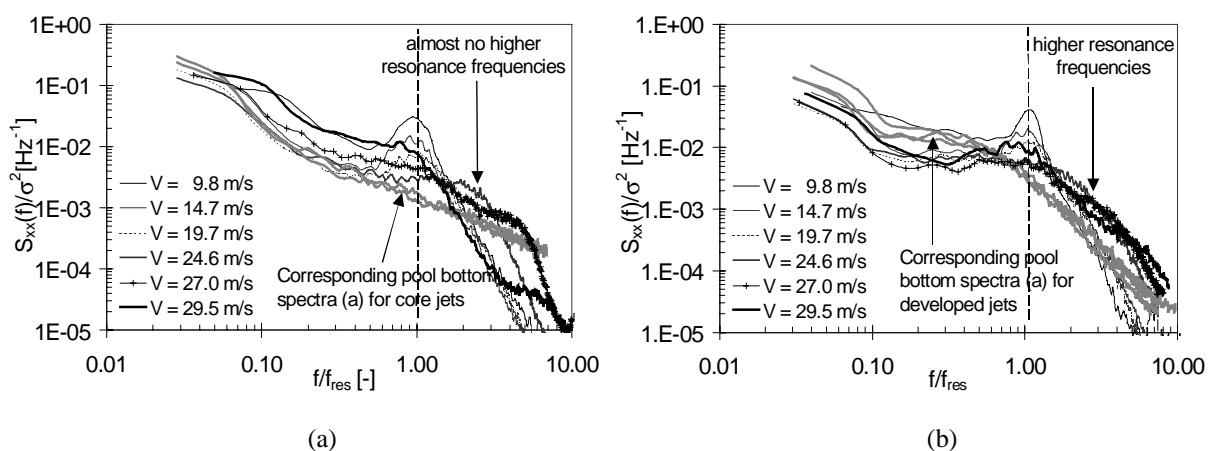 1E+00
1E-01
1E-02
1E-03
1E-04
1E-05
Sxx(f)/σ² [Hz⁻¹]
almost no higher
resonance frequencies
V = 9.8 m/s
V = 14.7 m/s
V = 19.7 m/s
V = 24.6 m/s
V = 27.0 m/s
V = 29.5 m/s
Corresponding pool bottom
spectra (a) for core jets
0.01 0.10 1.00 10.00
f/fres [-]
(a)
1.E+00
1.E-01
1.E-02
1.E-03
1.E-04
1.E-05
Sxx(f)/σ² [Hz⁻¹]
higher resonance
frequencies
V = 9.8 m/s
V = 14.7 m/s
V = 19.7 m/s
V = 24.6 m/s
V = 27.0 m/s
V = 29.5 m/s
Corresponding pool
bottom spectra (a) for
developed jets
0.01 0.10 1.00 10.00
f/fres
(b)